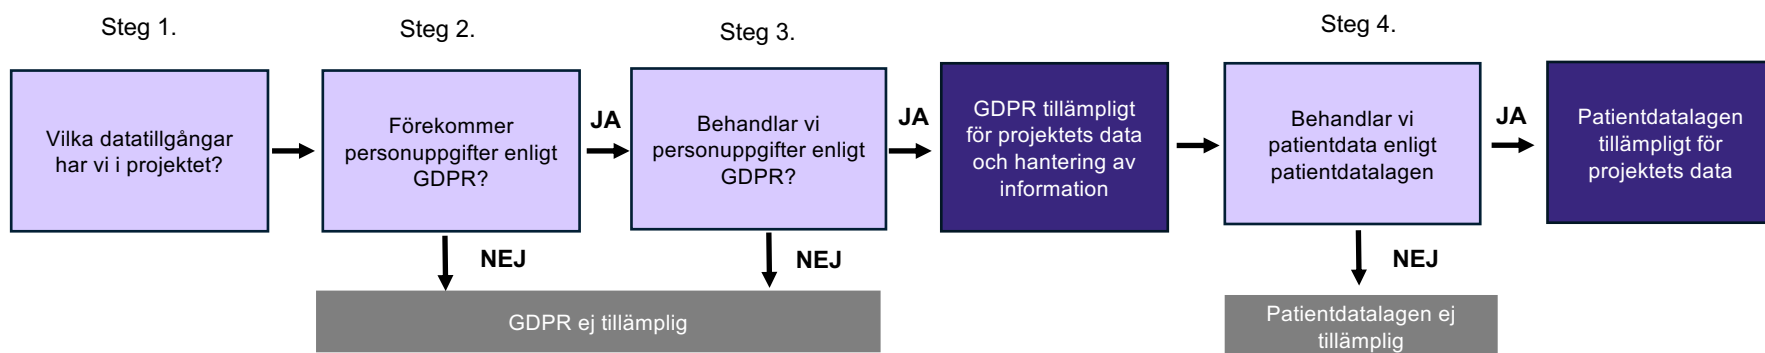 Steg 1.
Steg 2.
Steg 3.
Steg 4.
Vilka datatillgångar
har vi i projektet?
Förekommer
personuppgifter enligt
GDPR?
JA
Behandlar vi
personuppgifter enligt
GDPR?
JA
GDPR tillämpligt
för projektets data
och hantering av
information
Behandlar vi
patientdata enligt
patientdatalagen
JA
Patientdatalagen
tillämpligt för
projektets data
NEJ
NEJ
NEJ
GDPR ej tillämplig
Patientdatalagen ej
tillämplig